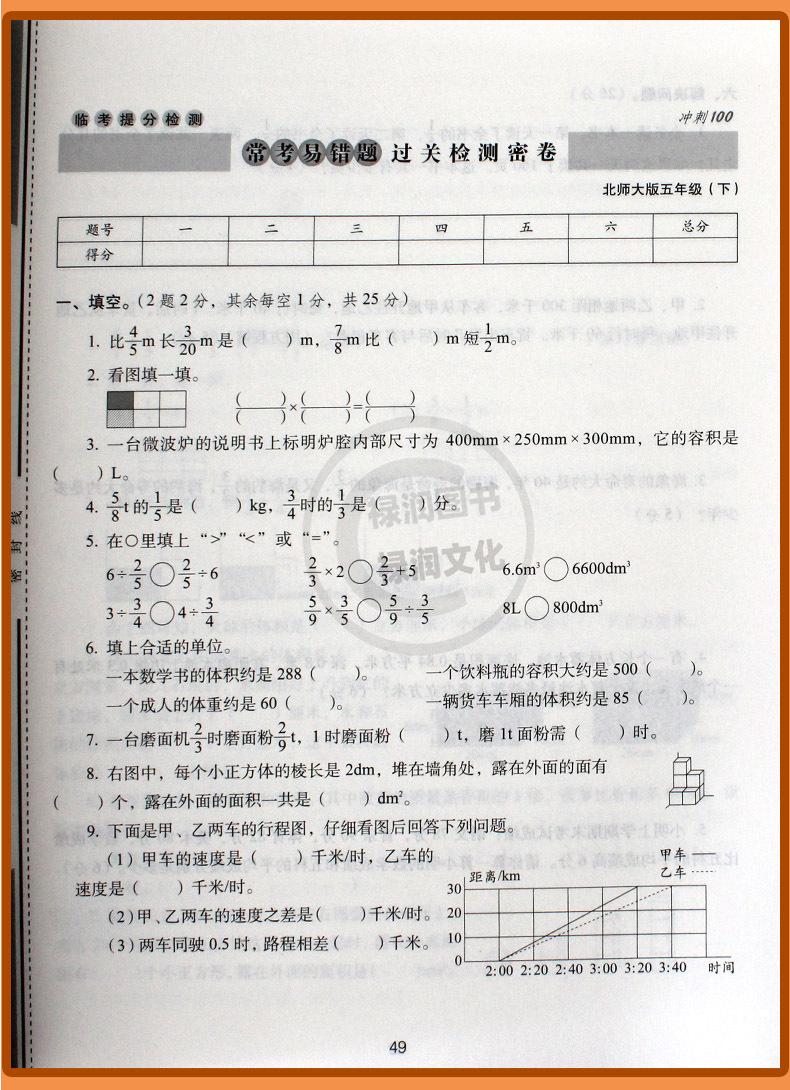 临考提分检测
冲刺100
常考易错题 过关检测密卷
北师大版五年级（下）
题号 一 二 三 四 五 六 总分
得分
一、填空。（2题2分，其余每空1分，共25分）
1. 比4/5m长3/20m是（ ）m，7/8m比（ ）m短1/2m。
2. 看图填一填。
( )/( )×( )/( )=( )/( )
3. 一台微波炉的说明书上标明炉腔内部尺寸为 400mm×250mm×300mm，它的容积是
（ ）L。
4. 5/8t的1/5是（ ）kg，3/4时的1/3是（ ）分。
5. 在○里填上“>”“<”或“=”。
6÷2/5○2/5÷6 2/3×2○2/3+5 6.6m³○6600dm³
3÷3/4○4÷3/4 5/9×3/5○5/9÷3/5 8L○800dm³
6. 填上合适的单位。
一本数学书的体积约是288（ ）。 一个饮料瓶的容积大约是500（ ）。
一个成人的体重约是60（ ）。 一辆货车车厢的体积约是85（ ）。
7. 一台磨面机2/3时磨面粉2/9t，1时磨面粉（ ）t，磨1t面粉需（ ）时。
8. 右图中，每个小正方体的棱长是2dm，堆在墙角处，露在外面的面有
（ ）个，露在外面的面积一共是（ ）dm²。
9. 下面是甲、乙两车的行程图，仔细看图后回答下列问题。
（1）甲车的速度是（ ）千米/时，乙车的
速度是（ ）千米/时。
（2）甲、乙两车的速度之差是（ ）千米/时。
（3）两车同驶0.5时，路程相差（ ）千米。
甲车
乙车
距离/km
30
20
10
0
2:00 2:20 2:40 3:00 3:20 3:40 时间
49
密 封 线
禄润图书
禄润文化